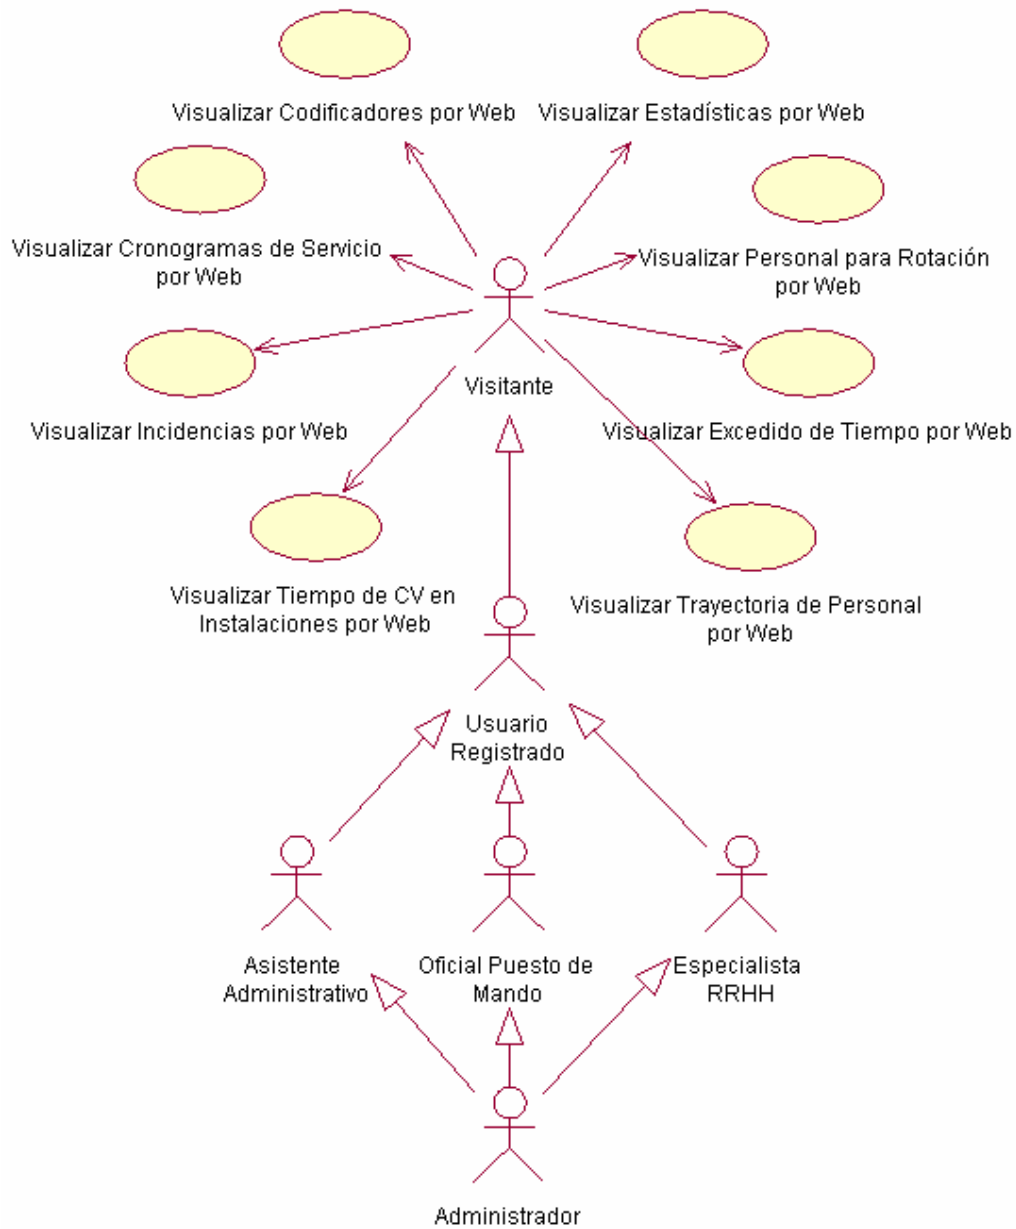 Visualizar Codificadores por Web
Visualizar Estadísticas por Web
Visualizar Cronogramas de Servicio
por Web
Visualizar Personal para Rotación
por Web
Visitante
Visualizar Incidencias por Web
Visualizar Excedido de Tiempo por Web
Visualizar Tiempo de CV en
Instalaciones por Web
Visualizar Trayectoria de Personal
por Web
Usuario
Registrado
Asistente
Administrativo
Oficial Puesto de
Mando
Especialista
RRHH
Administrador